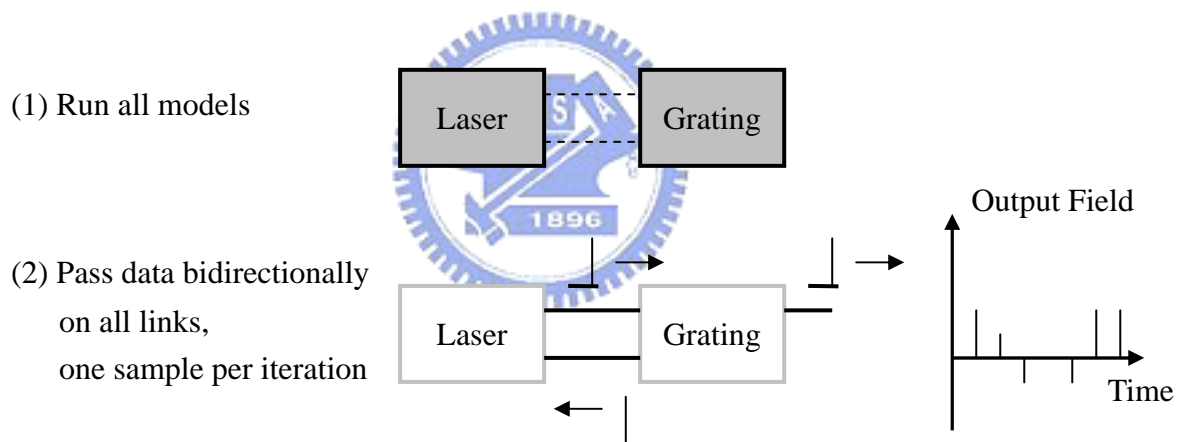 (1) Run all models
Laser
Grating
S A
1896
Output Field
(2) Pass data bidirectionally
on all links,
one sample per iteration
Laser
Grating
Time